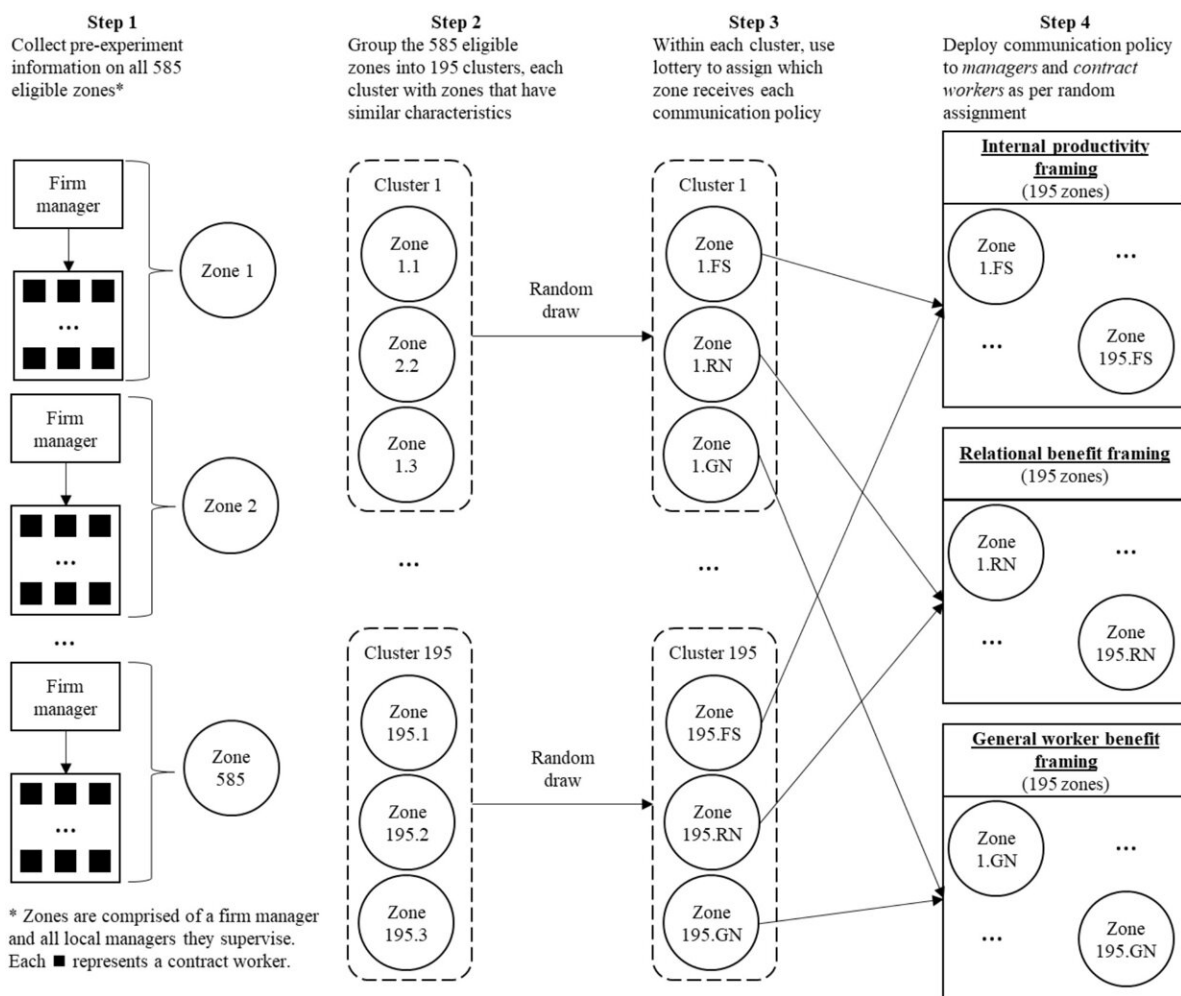 Step 1
Collect pre-experiment
information on all 585
eligible zones*
Firm
manager
...
Zone 1
Firm
manager
...
Zone 2
...
Firm
manager
...
Zone
585
* Zones are comprised of a firm manager
and all local managers they supervise.
Each ■ represents a contract worker.
Step 2
Group the 585 eligible
zones into 195 clusters, each
cluster with zones that have
similar characteristics
Cluster 1
Zone
1.1
Zone
2.2
Zone
1.3
...
Cluster 195
Zone
195.1
Zone
195.2
Zone
195.3
Random
draw
Random
draw
Step 3
Within each cluster, use
lottery to assign which
zone receives each
communication policy
Cluster 1
Zone
1.FS
Zone
1.RN
Zone
1.GN
...
Cluster 195
Zone
195.FS
Zone
195.RN
Zone
195.GN
Step 4
Deploy communication policy
to managers and contract
workers as per random
assignment
Internal productivity
framing
(195 zones)
Zone
1.FS
...
...
Zone
195.FS
Relational benefit framing
(195 zones)
Zone
1.RN
...
...
Zone
195.RN
General worker benefit
framing
(195 zones)
Zone
1.GN
...
...
Zone
195.GN